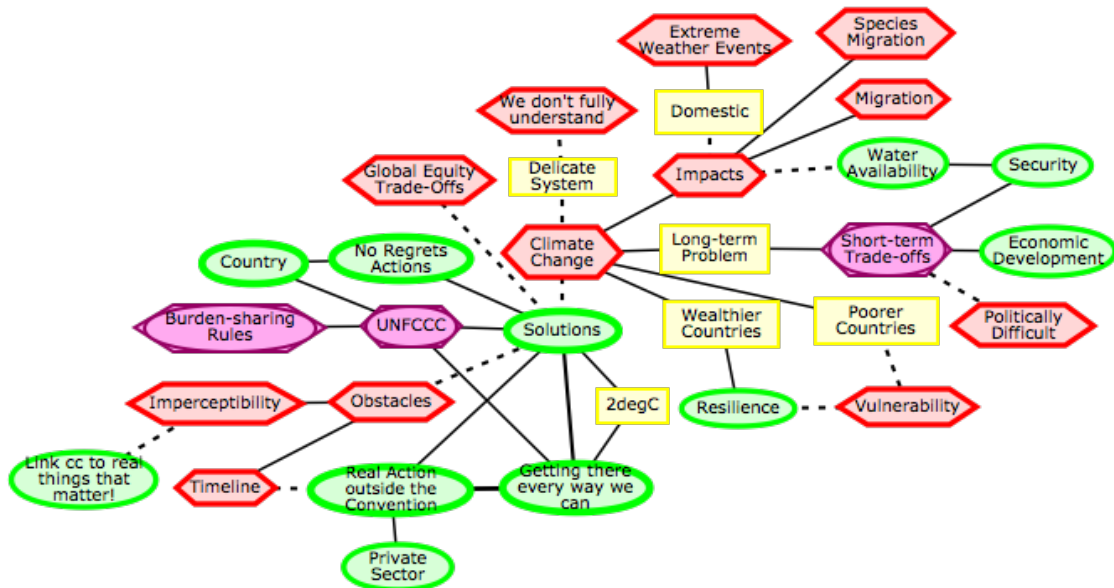 Extreme
Weather Events
Species
Migration
We don't fully
understand
Domestic
Migration
Global Equity
Trade-Offs
Delicate
System
Impacts
Water
Availability
Security
Country
No Regrets
Actions
Climate
Change
Long-term
Problem
Short-term
Trade-offs
Economic
Development
Burden-sharing
Rules
UNFCCC
Solutions
Wealthier
Countries
Poorer
Countries
Politically
Difficult
Imperceptibility
Obstacles
2degC
Resilience
Vulnerability
Link cc to real
things that
matter!
Timeline
Real Action
outside the
Convention
Getting there
every way we
can
Private
Sector